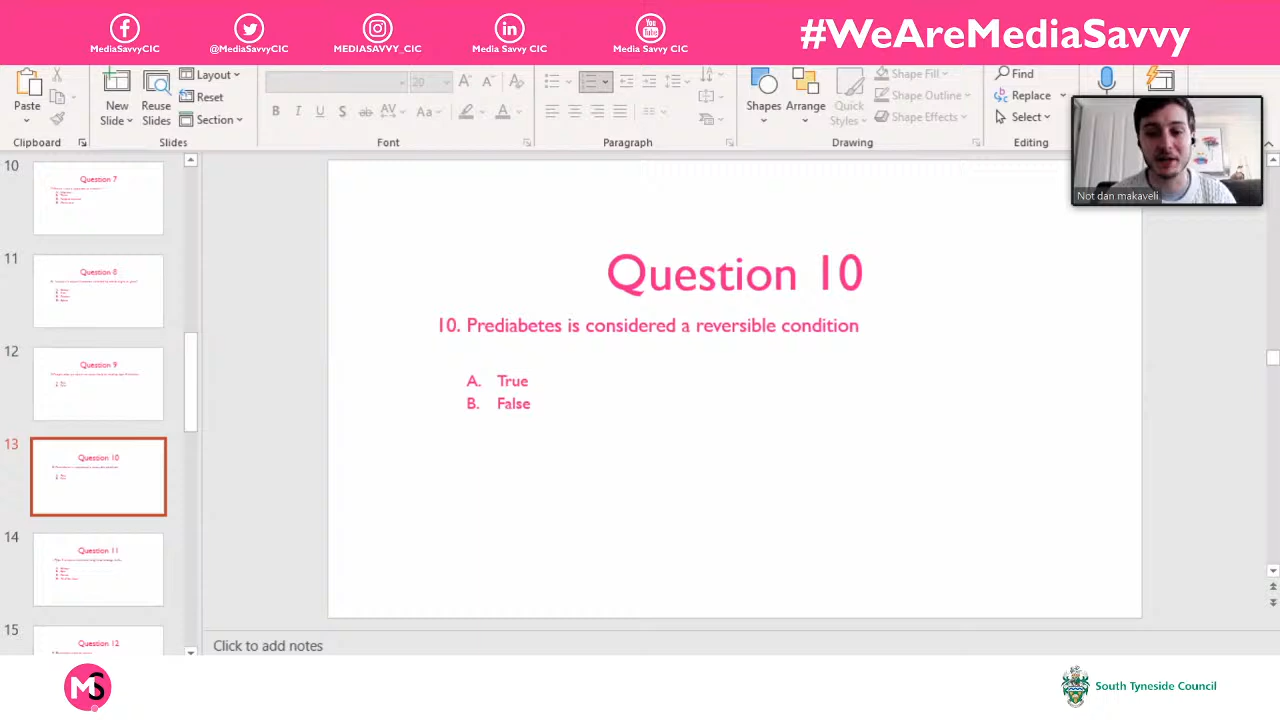 MediaSavvyCIC
@MediaSavvyCIC
MEDIASAVVY_CIC
Media Savvy CIC
Media Savvy CIC
#WeAreMediaSavvy
Paste
New
Slide
Reuse
Slides
Layout
Reset
Section
20
Shape Fill
Shape Outline
Shape Effects
Shapes
Arrange
Quick
Styles
Find
Replace
Select
Clipboard
Slides
Font
Paragraph
Drawing
Editing
Not dan makaveli
10
Question 7
11
Question 8
12
Question 9
13
Question 10
14
Question 11
15
Question 12
Question 10
10. Prediabetes is considered a reversible condition
A. True
B. False
Click to add notes
MS
South Tyneside Council